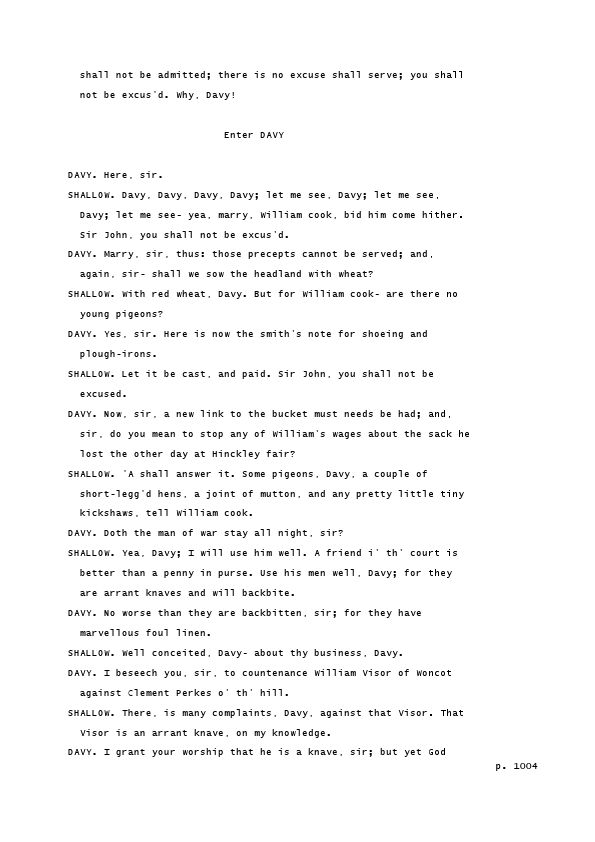 shall not be admitted; there is no excuse shall serve; you shall
not be excus'd. Why, Davy!
Enter DAVY
DAVY. Here, sir.
SHALLOW. Davy, Davy, Davy, Davy; let me see, Davy; let me see,
Davy; let me see- yea, marry, William cook, bid him come hither.
Sir John, you shall not be excus'd.
DAVY. Marry, sir, thus: those precepts cannot be served; and,
again, sir- shall we sow the headland with wheat?
SHALLOW. With red wheat, Davy. But for William cook- are there no
young pigeons?
DAVY. Yes, sir. Here is now the smith's note for shoeing and
plough-irons.
SHALLOW. Let it be cast, and paid. Sir John, you shall not be
excused.
DAVY. Now, sir, a new link to the bucket must needs be had; and,
sir, do you mean to stop any of William's wages about the sack he
lost the other day at Hinckley fair?
SHALLOW. 'A shall answer it. Some pigeons, Davy, a couple of
short-legg'd hens, a joint of mutton, and any pretty little tiny
kickshaws, tell William cook.
DAVY. Doth the man of war stay all night, sir?
SHALLOW. Yea, Davy; I will use him well. A friend i' th' court is
better than a penny in purse. Use his men well, Davy; for they
are arrant knaves and will backbite.
DAVY. No worse than they are backbitten, sir; for they have
marvellous foul linen.
SHALLOW. Well conceited, Davy- about thy business, Davy.
DAVY. I beseech you, sir, to countenance William Visor of Woncot
against Clement Perkes o' th' hill.
SHALLOW. There, is many complaints, Davy, against that Visor. That
Visor is an arrant knave, on my knowledge.
DAVY. I grant your worship that he is a knave, sir; but yet God
p. 1004